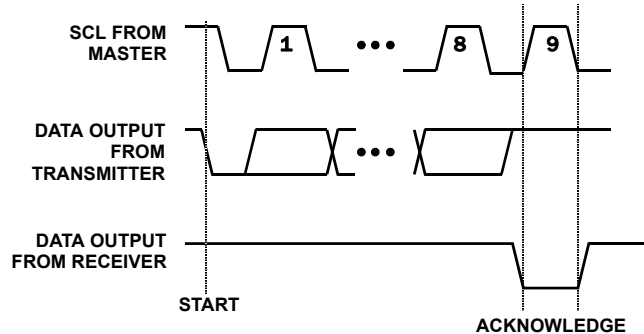 SCL FROM
MASTER
1
8
9
DATA OUTPUT
FROM
TRANSMITTER
DATA OUTPUT
FROM RECEIVER
START
ACKNOWLEDGE